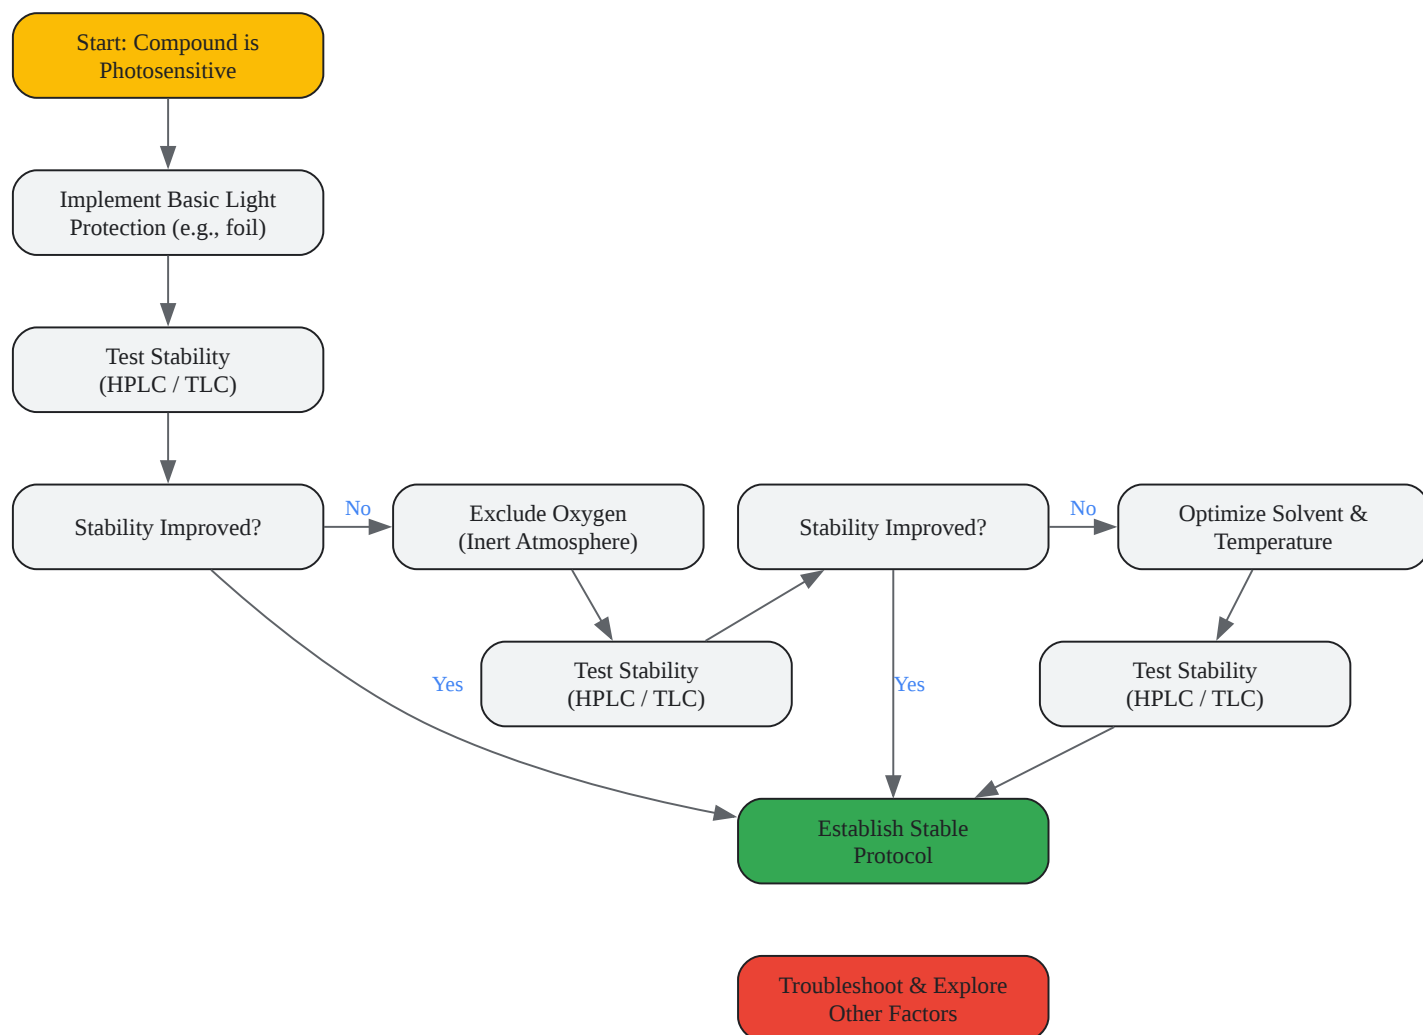 Start: Compound is
Photosensitive
Implement Basic Light
Protection (e.g., foil)
Test Stability
(HPLC / TLC)
Stability Improved?
No
Exclude Oxygen
(Inert Atmosphere)
Stability Improved?
No
Optimize Solvent &
Temperature
Yes
Test Stability
(HPLC / TLC)
Yes
Test Stability
(HPLC / TLC)
Establish Stable
Protocol
Troubleshoot & Explore
Other Factors